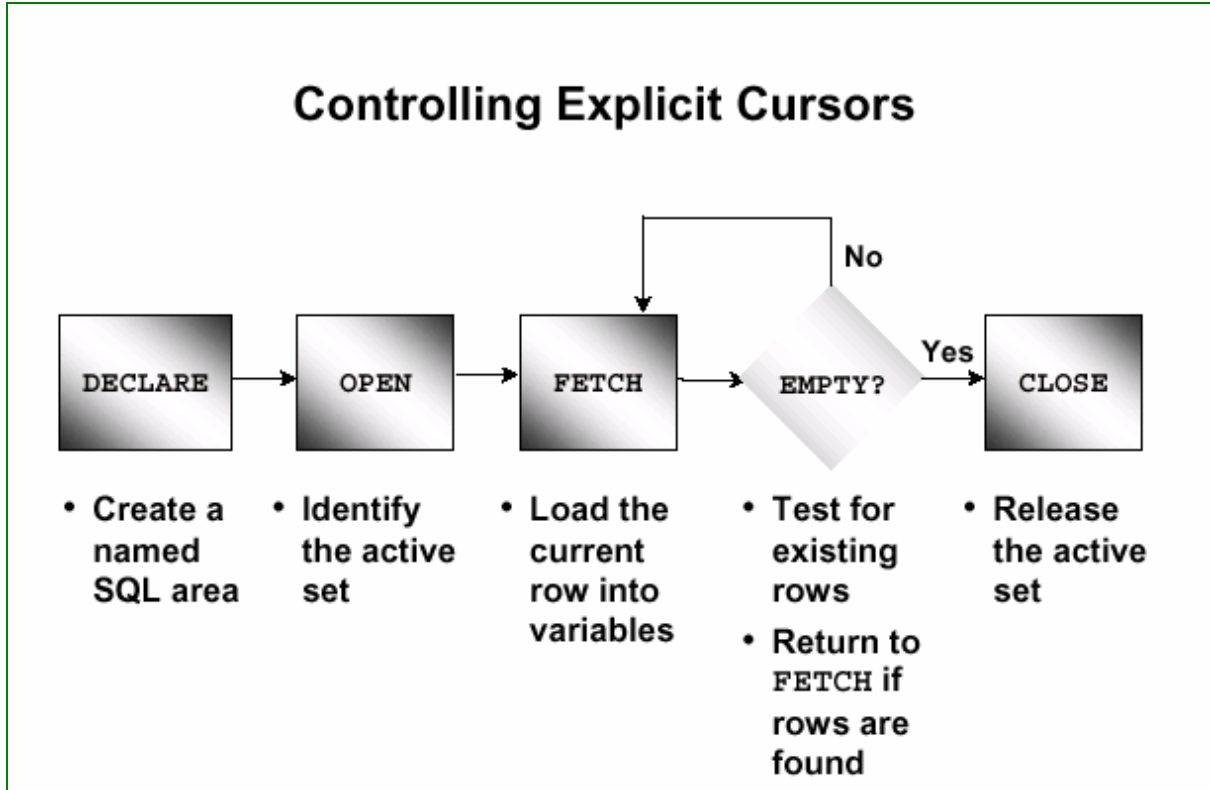 Controlling Explicit Cursors
No
Yes
DECLARE
OPEN
FETCH
EMPTY?
CLOSE
• Create a
named
SQL area
• Identify
the active
set
• Load the
current
row into
variables
• Test for
existing
rows
• Return to
FETCH if
rows are
found
• Release
the active
set